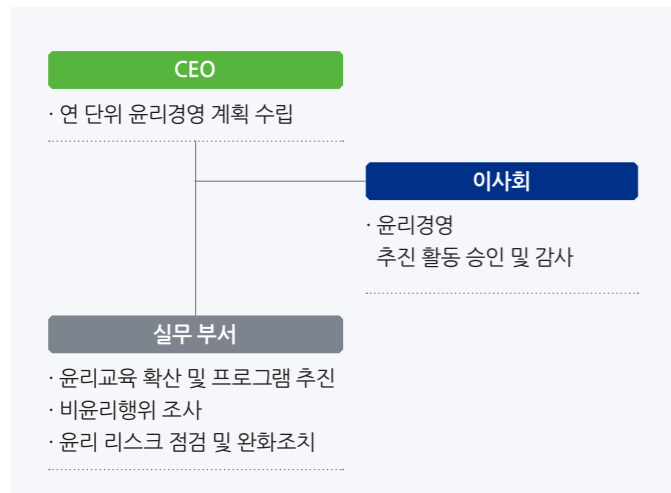 CEO
· 연 단위 윤리경영 계획 수립
이사회
· 윤리경영
추진 활동 승인 및 감사
실무 부서
· 윤리교육 확산 및 프로그램 추진
· 비윤리행위 조사
· 윤리 리스크 점검 및 완화조치